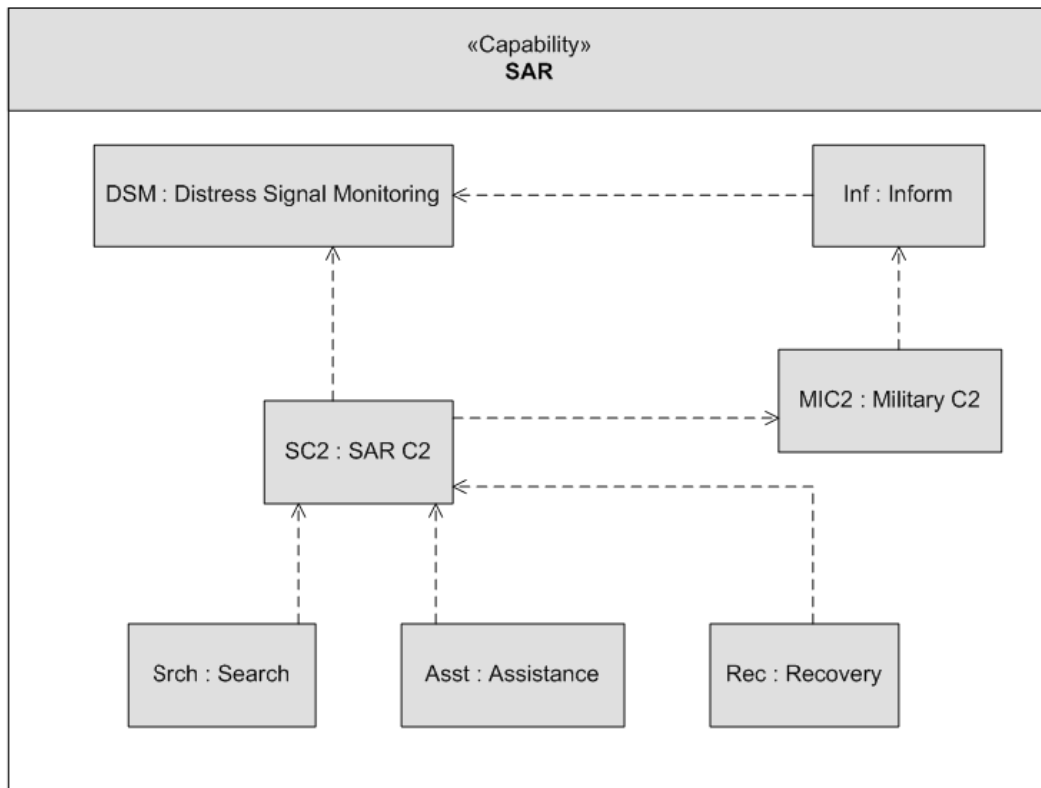 «Capability»
SAR
DSM : Distress Signal Monitoring
Inf : Inform
MIC2 : Military C2
SC2 : SAR C2
Srch : Search
Asst : Assistance
Rec : Recovery